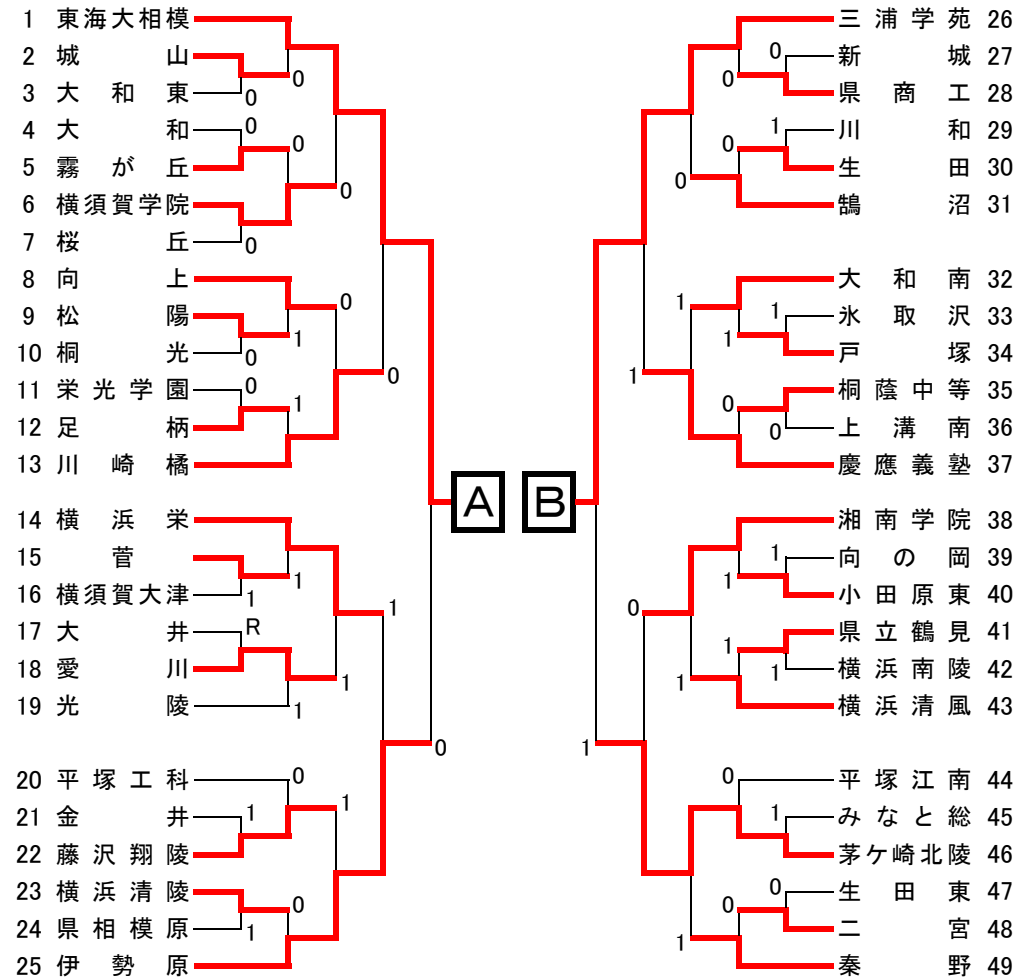 1 東海大相模
2 城山
0
3 大和東
0
4 大和
0
0
5 霧が丘
0
6 横須賀学院
7 桜丘
0
8 向上
0
9 松陽
1
10 桐光
0
11 栄光学園
0
0
1
12 足柄
13 川崎橘
A
14 横浜栄
15 菅
1
16 横須賀大津
1
1
17 大井
R
18 愛川
1
19 光陵
1
0
20 平塚工科
0
1
21 金井
1
22 藤沢翔陵
23 横浜清陵
0
24 県相模原
1
25 伊勢原
三浦学苑 26
0
新城 27
0
県商工 28
1
川和 29
0
生田 30
0
鵠沼 31
大和南 32
1
1
氷取沢 33
1
戸塚 34
1
桐蔭中等 35
0
0
上溝南 36
慶應義塾 37
B
湘南学院 38
1
向の岡 39
1
小田原東 40
0
県立鶴見 41
1
1
横浜南陵 42
1
横浜清風 43
1
平塚江南 44
0
1
みなと総 45
茅ケ崎北陵 46
0
生田東 47
0
二宮 48
1
秦野 49